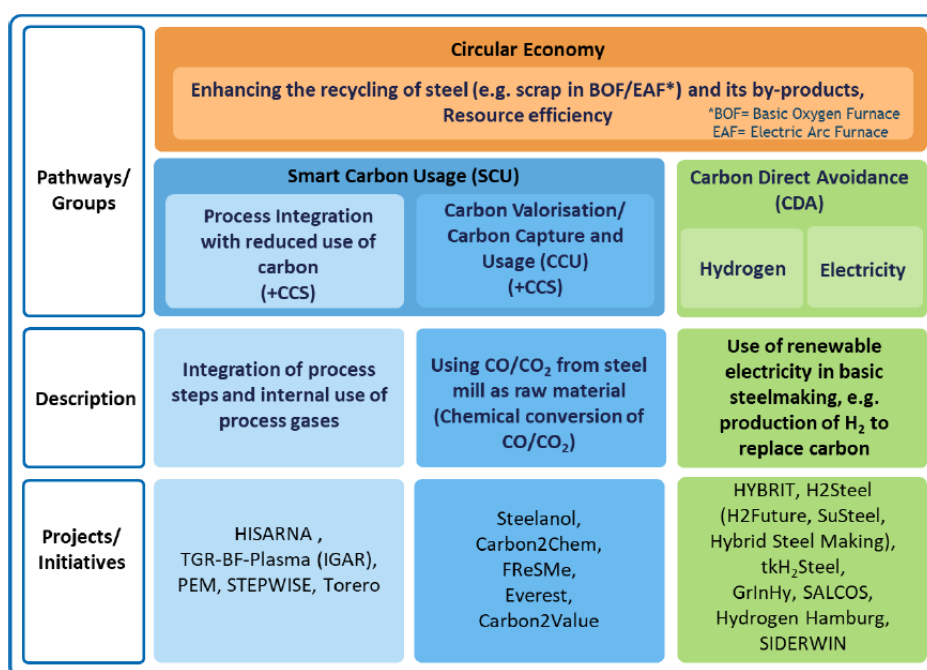 Circular Economy
Enhancing the recycling of steel (e.g. scrap in BOF/EAF*) and its by-products,
Resource efficiency
*BOF= Basic Oxygen Furnace
EAF= Electric Arc Furnace
Pathways/
Groups
Smart Carbon Usage (SCU)
Process Integration
with reduced use of
carbon
(+CCS)
Carbon Valorisation/
Carbon Capture and
Usage (CCU)
(+CCS)
Carbon Direct Avoidance
(CDA)
Hydrogen
Electricity
Description
Integration of process
steps and internal use of
process gases
Using CO/CO₂ from steel
mill as raw material
(Chemical conversion of
CO/CO₂)
Use of renewable
electricity in basic
steelmaking, e.g.
production of H₂ to
replace carbon
Projects/
Initiatives
HISARNA ,
TGR-BF-Plasma (IGAR),
PEM, STEPWISE, Torero
Steelanol,
Carbon2Chem,
FReSMe,
Everest,
Carbon2Value
HYBRIT, H2Steel
(H2Future, SuSteel,
Hybrid Steel Making),
tkH₂Steel,
GrInHy, SALCOS,
Hydrogen Hamburg,
SIDERWIN